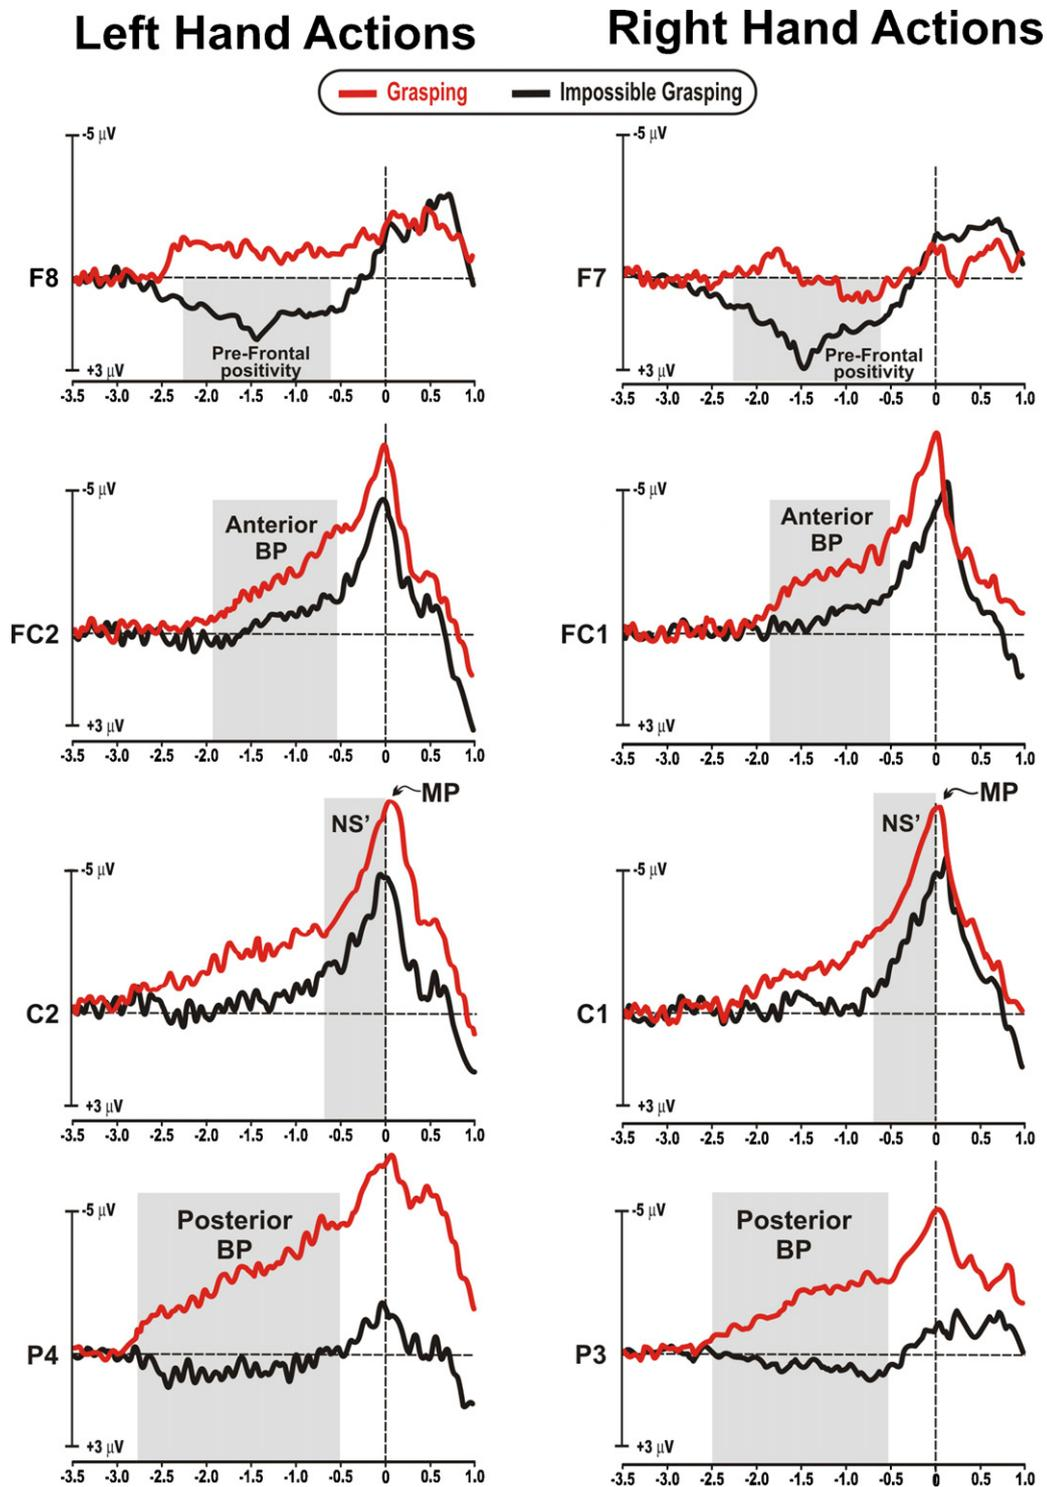 Left Hand Actions Right Hand Actions
Grasping Impossible Grasping
-5 µV -5 µV
F8 F7
Pre-Frontal Pre-Frontal
positivity positivity
+3 µV +3 µV
-3.5 -3.0 -2.5 -2.0 -1.5 -1.0 -0.5 0 0.5 1.0 -3.5 -3.0 -2.5 -2.0 -1.5 -1.0 -0.5 0 0.5 1.0
-5 µV -5 µV
Anterior Anterior
BP BP
FC2 FC1
+3 µV +3 µV
-3.5 -3.0 -2.5 -2.0 -1.5 -1.0 -0.5 0 0.5 1.0 -3.5 -3.0 -2.5 -2.0 -1.5 -1.0 -0.5 0 0.5 1.0
MP MP
NS’ NS’
-5 µV -5 µV
C2 C1
+3 µV +3 µV
-3.5 -3.0 -2.5 -2.0 -1.5 -1.0 -0.5 0 0.5 1.0 -3.5 -3.0 -2.5 -2.0 -1.5 -1.0 -0.5 0 0.5 1.0
-5 µV -5 µV
Posterior Posterior
BP BP
P4 P3
+3 µV +3 µV
-3.5 -3.0 -2.5 -2.0 -1.5 -1.0 -0.5 0 0.5 1.0 -3.5 -3.0 -2.5 -2.0 -1.5 -1.0 -0.5 0 0.5 1.0